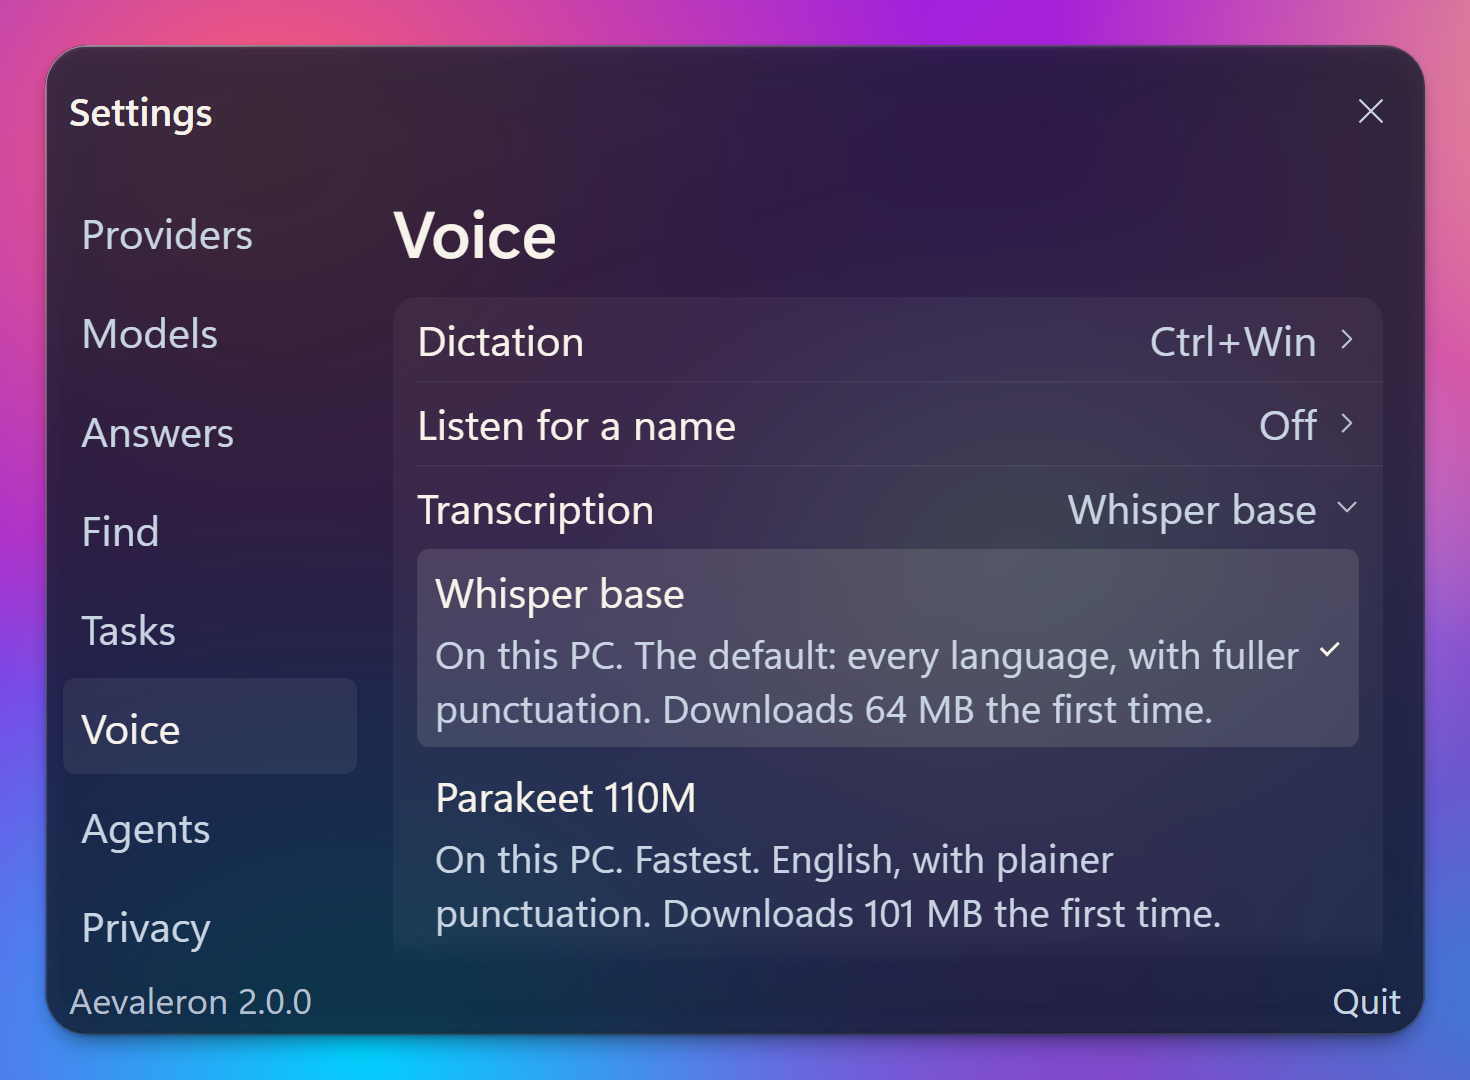 Settings
Providers
Models
Answers
Find
Tasks
Voice
Agents
Privacy
Voice
Dictation Ctrl+Win
Listen for a name Off
Transcription Whisper base
Whisper base
On this PC. The default: every language, with fuller
punctuation. Downloads 64 MB the first time.
Parakeet 110M
On this PC. Fastest. English, with plainer
punctuation. Downloads 101 MB the first time.
Aevaleron 2.0.0
Quit